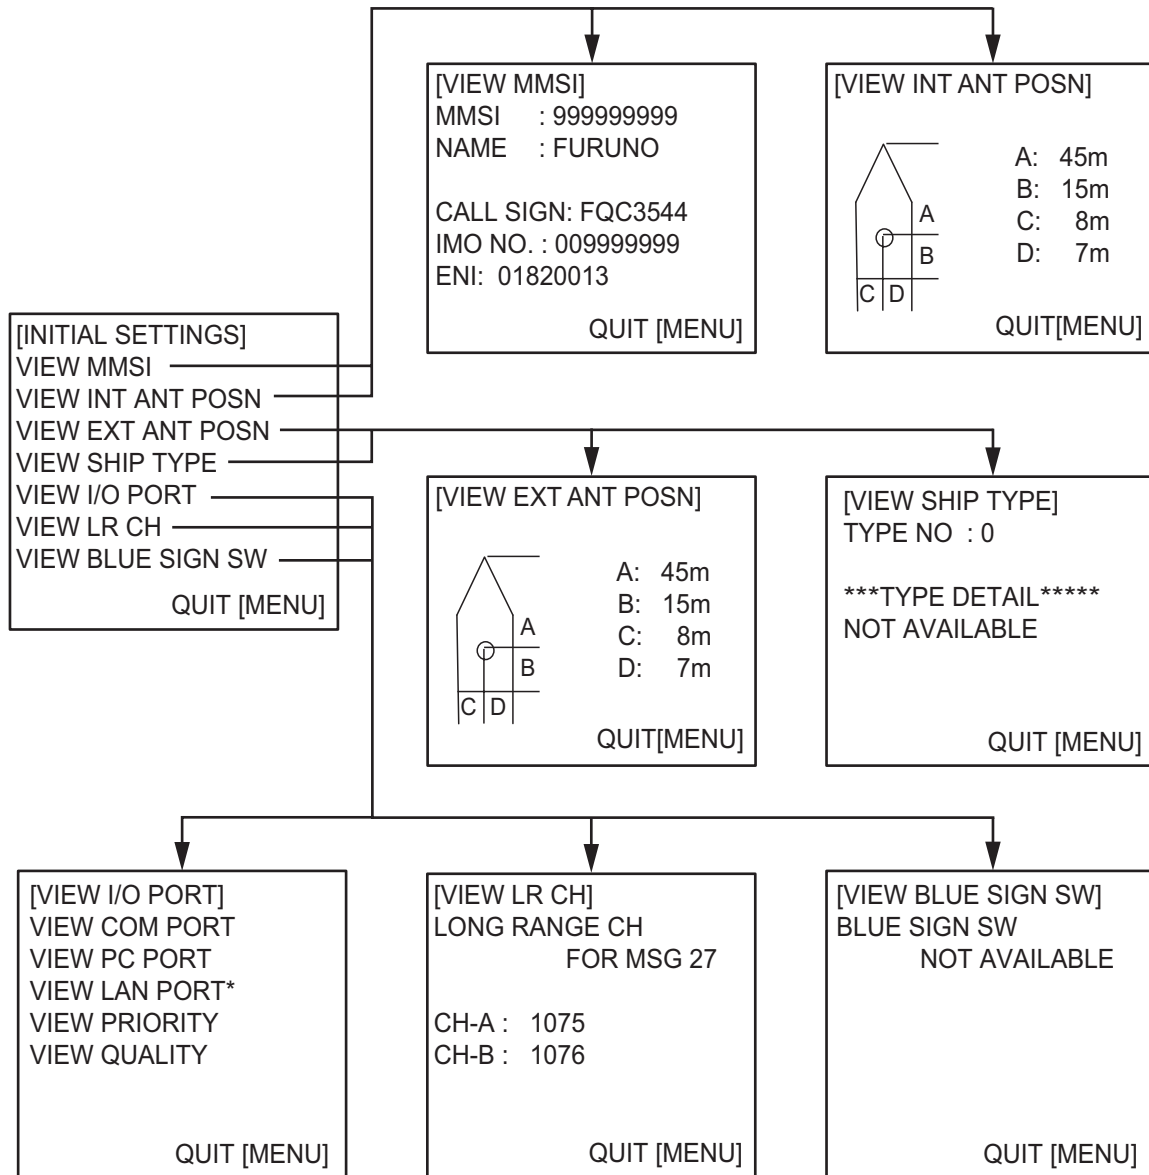 [VIEW MMSI]
MMSI : 999999999
NAME : FURUNO
CALL SIGN: FQC3544
IMO NO. : 009999999
ENI: 01820013
QUIT [MENU]
[VIEW INT ANT POSN]
A
B
C D
A: 45m
B: 15m
C: 8m
D: 7m
QUIT[MENU]
[INITIAL SETTINGS]
VIEW MMSI
VIEW INT ANT POSN
VIEW EXT ANT POSN
VIEW SHIP TYPE
VIEW I/O PORT
VIEW LR CH
VIEW BLUE SIGN SW
QUIT [MENU]
[VIEW EXT ANT POSN]
A
B
C D
A: 45m
B: 15m
C: 8m
D: 7m
QUIT[MENU]
[VIEW SHIP TYPE]
TYPE NO : 0
***TYPE DETAIL*****
NOT AVAILABLE
QUIT [MENU]
[VIEW I/O PORT]
VIEW COM PORT
VIEW PC PORT
VIEW LAN PORT*
VIEW PRIORITY
VIEW QUALITY
QUIT [MENU]
[VIEW LR CH]
LONG RANGE CH
FOR MSG 27
CH-A : 1075
CH-B : 1076
QUIT [MENU]
[VIEW BLUE SIGN SW]
BLUE SIGN SW
NOT AVAILABLE
QUIT [MENU]